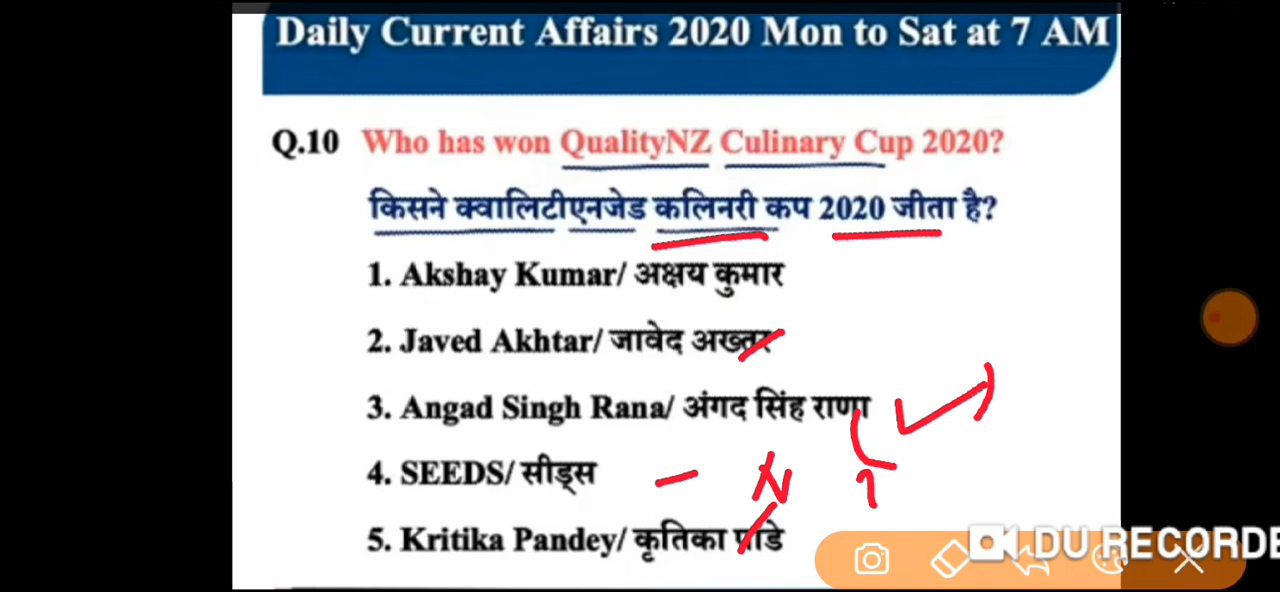 Daily Current Affairs 2020 Mon to Sat at 7 AM
Q.10 Who has won QualityNZ Culinary Cup 2020?
किसने क्वालिटीएनजेड कलिनरी कप 2020 जीता है?
1. Akshay Kumar/ अक्षय कुमार
2. Javed Akhtar/ जावेद अख्तर
3. Angad Singh Rana/ अंगद सिंह राणा
4. SEEDS/ सीड्स
5. Kritika Pandey/ कृतिका पांडे
DU RECORDE